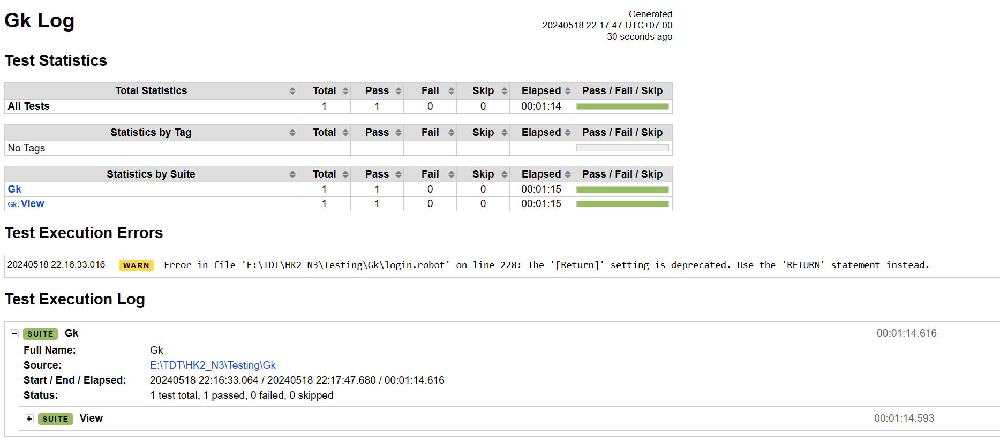 Gk Log
Generated
20240518 22:17:47 UTC+07:00
30 seconds ago
Test Statistics
Total Statistics Total Pass Fail Skip Elapsed Pass / Fail / Skip
All Tests 1 1 0 0 00:01:14
Statistics by Tag Total Pass Fail Skip Elapsed Pass / Fail / Skip
No Tags
Statistics by Suite Total Pass Fail Skip Elapsed Pass / Fail / Skip
Gk 1 1 0 0 00:01:15
Gk.View 1 1 0 0 00:01:15
Test Execution Errors
20240518 22:16:33.016 WARN Error in file 'E:\TDT\HK2_N3\Testing\Gk\login.robot' on line 228: The '[Return]' setting is deprecated. Use the 'RETURN' statement instead.
Test Execution Log
SUITE Gk 00:01:14.616
Full Name: Gk
Source: E:\TDT\HK2_N3\Testing\Gk
Start / End / Elapsed: 20240518 22:16:33.064 / 20240518 22:17:47.680 / 00:01:14.616
Status: 1 test total, 1 passed, 0 failed, 0 skipped
SUITE View 00:01:14.593